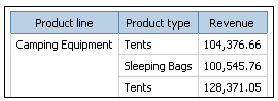 Product line Product type Revenue
Camping Equipment Tents 104,376.66
Sleeping Bags 100,545.76
Tents 128,371.05